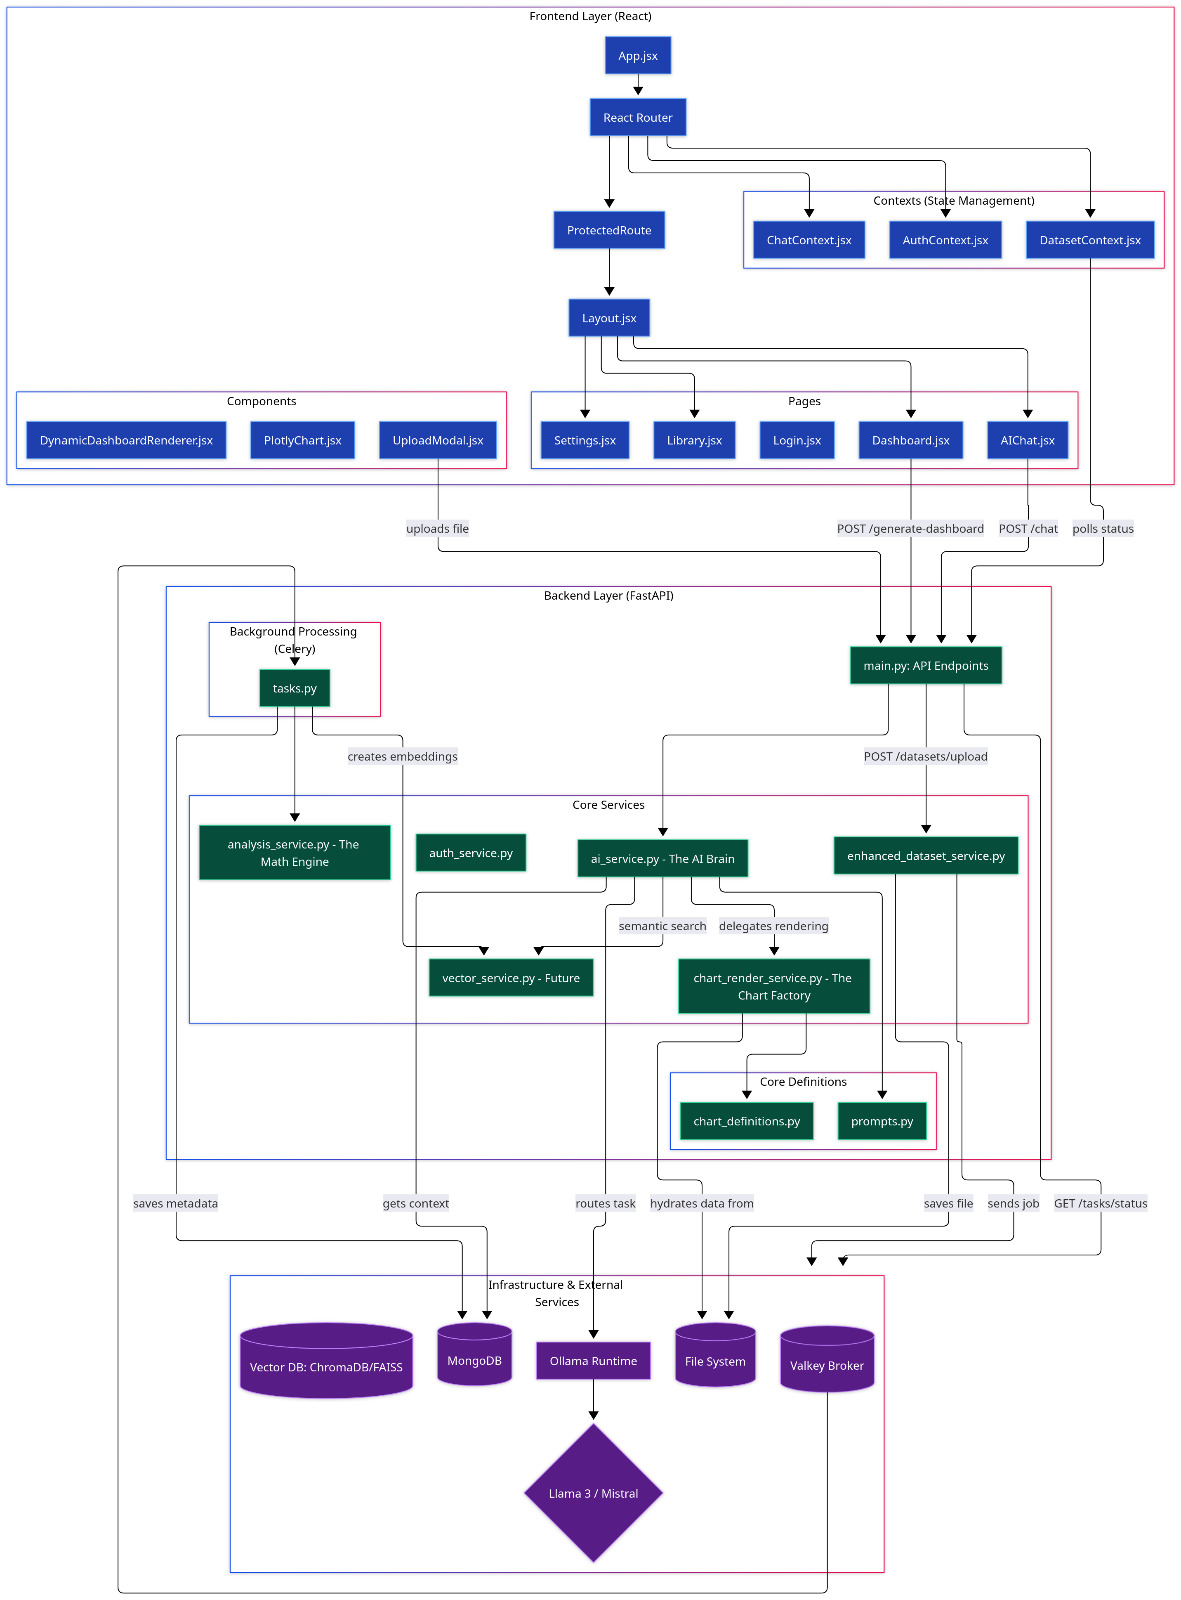 Frontend Layer (React)
App.jsx
React Router
ProtectedRoute
Contexts (State Management)
ChatContext.jsx
AuthContext.jsx
DatasetContext.jsx
Layout.jsx
Components
DynamicDashboardRenderer.jsx
PlotlyChart.jsx
UploadModal.jsx
Pages
Settings.jsx
Library.jsx
Login.jsx
Dashboard.jsx
AIChat.jsx
uploads file
POST /generate-dashboard
POST /chat
polls status
Backend Layer (FastAPI)
Background Processing
(Celery)
tasks.py
main.py: API Endpoints
creates embeddings
POST /datasets/upload
Core Services
analysis_service.py - The
Math Engine
auth_service.py
ai_service.py - The AI Brain
enhanced_dataset_service.py
semantic search
delegates rendering
vector_service.py - Future
chart_render_service.py - The
Chart Factory
Core Definitions
chart_definitions.py
prompts.py
saves metadata
gets context
routes task
hydrates data from
saves file
sends job
GET /tasks/status
Infrastructure & External
Services
Vector DB: ChromaDB/FAISS
MongoDB
Ollama Runtime
File System
Valkey Broker
Llama 3 / Mistral